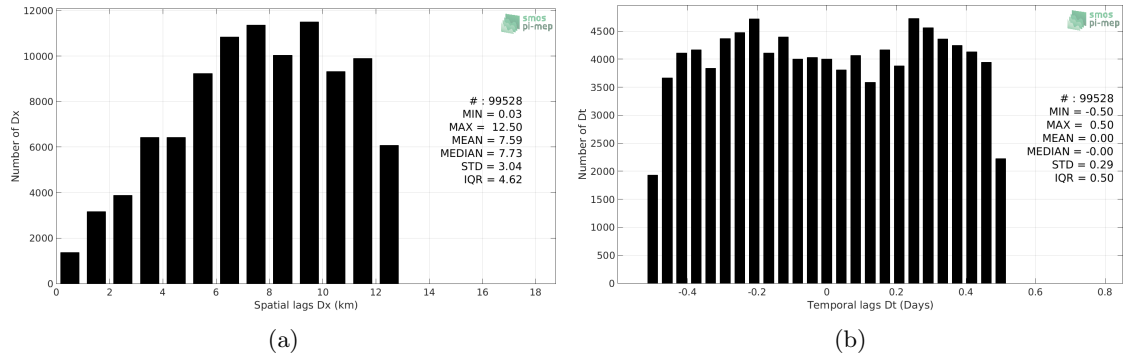 12000
10000
8000
6000
4000
2000
0
Number of Dx
0 2 4 6 8 10 12 14 16 18
Spatial lags Dx (km)
smos
pi-mep
# : 99528
MIN = 0.03
MAX = 12.50
MEAN = 7.59
MEDIAN = 7.73
STD = 3.04
IQR = 4.62
(a)
4500
4000
3500
3000
2500
2000
1500
1000
500
0
Number of Dt
-0.4 -0.2 0 0.2 0.4 0.6 0.8
Temporal lags Dt (Days)
smos
pi-mep
# : 99528
MIN = -0.50
MAX = 0.50
MEAN = 0.00
MEDIAN = -0.00
STD = 0.29
IQR = 0.50
(b)